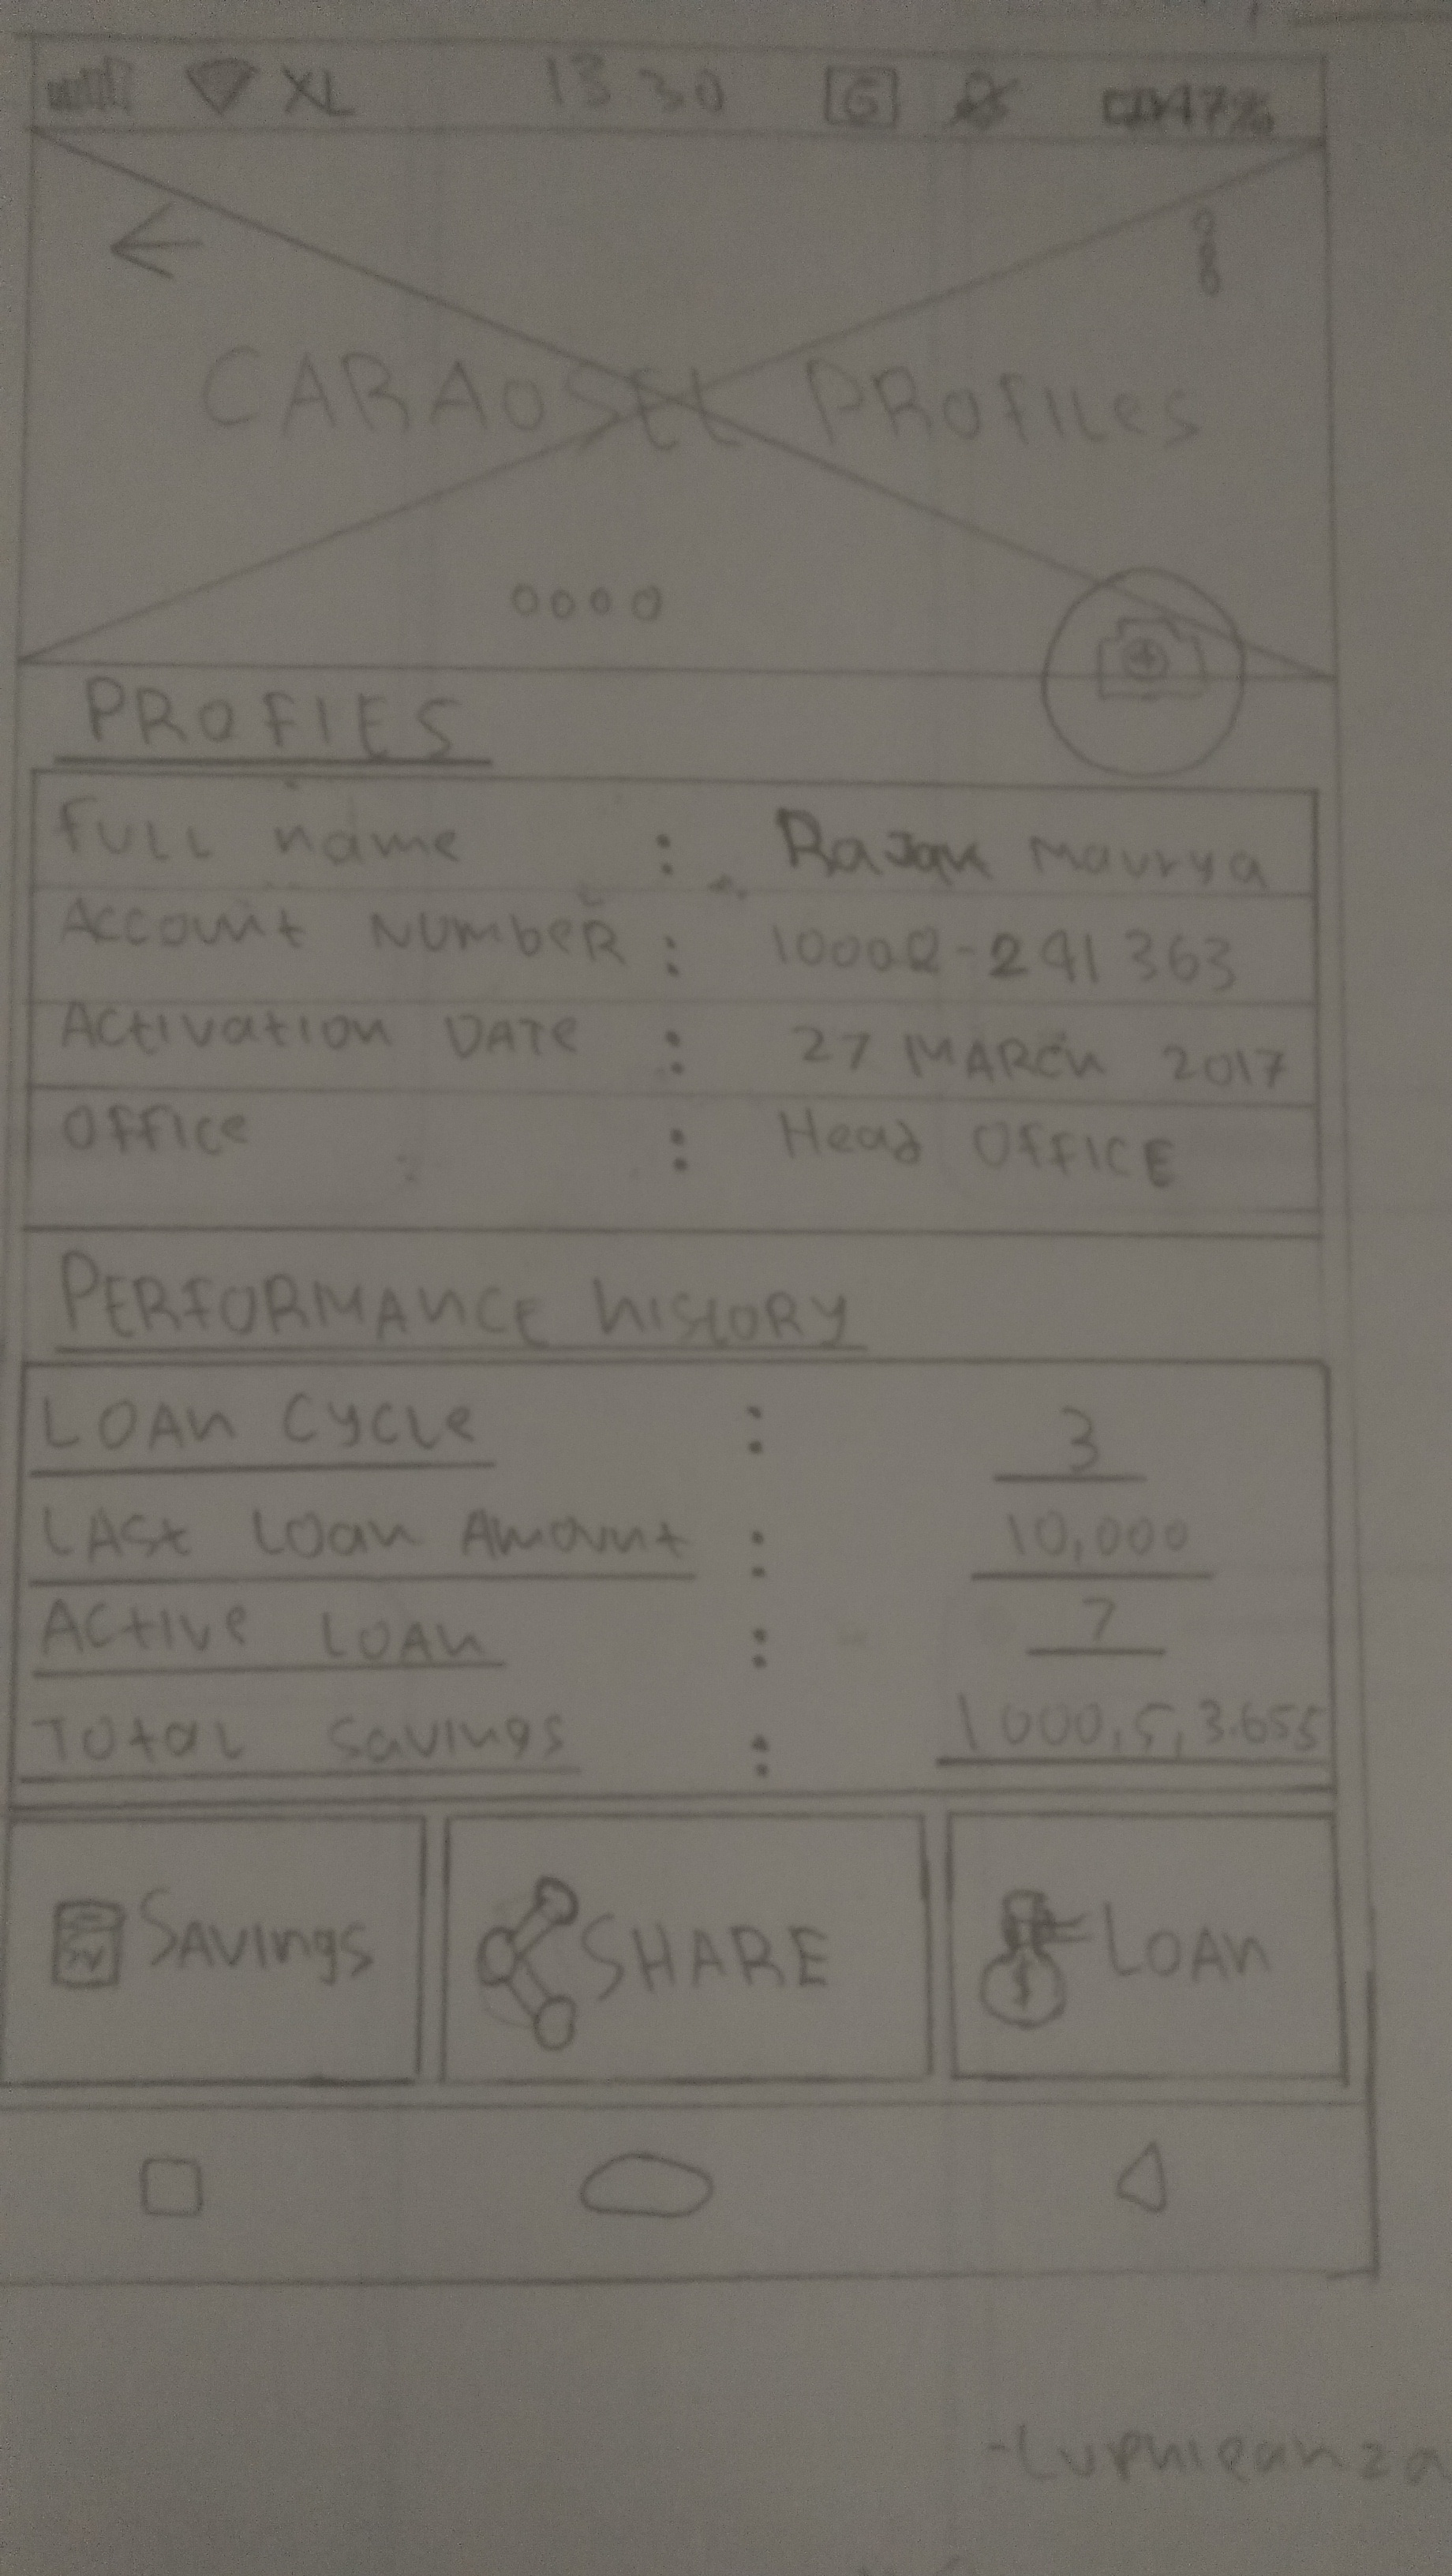 XL 13 30 G 47%
CARAOSEL PROFILES
PROFIES
Full name : Rajan Maurya
Account Number : 10002-241363
Activation Date : 27 March 2017
Office : Head Office
PERFORMANCE HISTORY
Loan Cycle : 3
Last Loan Amount : 10,000
Active Loan : 7
Total Savings : 1000,5,3.655
Savings SHARE $ Loan
-Luphieanza